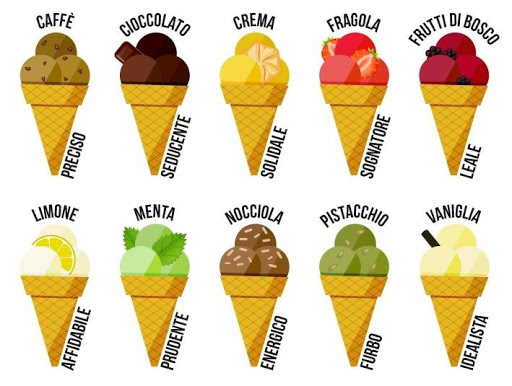 CAFFÈ
PRECISO
CIOCCOLATO
SEDUCENTE
CREMA
SOLIDALE
FRAGOLA
SOGNATORE
FRUTTI DI BOSCO
LEALE
LIMONE
AFFIDABILE
MENTA
PRUDENTE
NOCCIOLA
ENERGICO
PISTACCHIO
FURBO
VANIGLIA
IDEALISTA